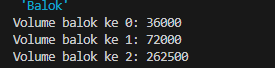 'Balok'
Volume balok ke 0: 36000
Volume balok ke 1: 72000
Volume balok ke 2: 262500